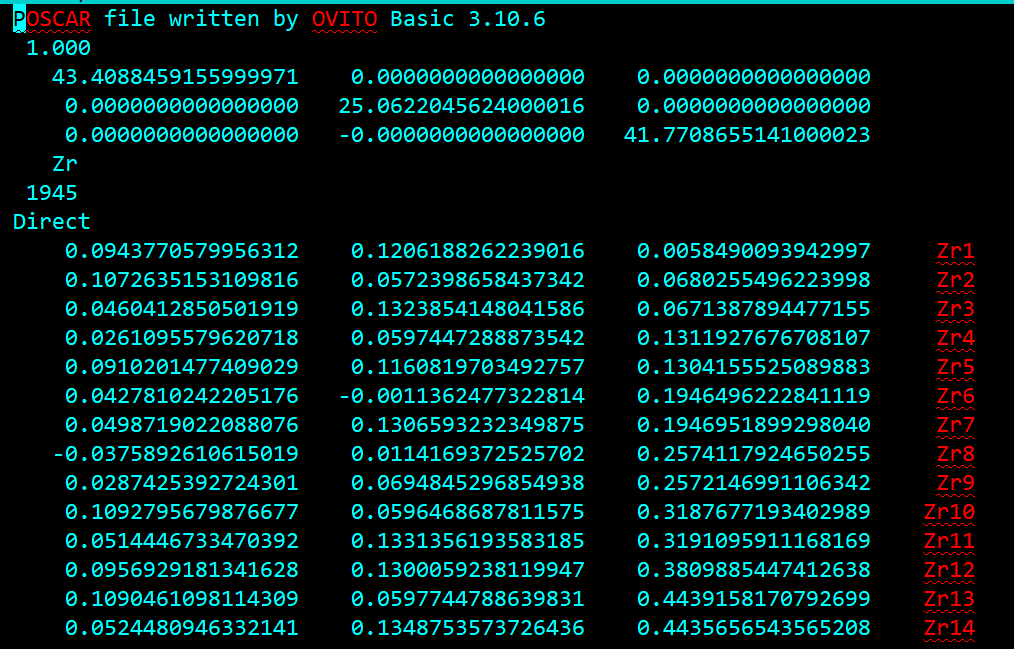 POSCAR file written by OVITO Basic 3.10.6
1.000
43.4088459155999971 0.0000000000000000 0.0000000000000000
0.0000000000000000 25.0622045624000016 0.0000000000000000
0.0000000000000000 -0.0000000000000000 41.7708655141000023
Zr
1945
Direct
0.0943770579956312 0.1206188262239016 0.0058490093942997 Zr1
0.1072635153109816 0.0572398658437342 0.0680255496223998 Zr2
0.0460412850501919 0.1323854148041586 0.0671387894477155 Zr3
0.0261095579620718 0.0597447288873542 0.1311927676708107 Zr4
0.0910201477409029 0.1160819703492757 0.1304155525089883 Zr5
0.0427810242205176 -0.0011362477322814 0.1946496222841119 Zr6
0.0498719022088076 0.1306593232349875 0.1946951899298040 Zr7
-0.0375892610615019 0.0114169372525702 0.2574117924650255 Zr8
0.0287425392724301 0.0694845296854938 0.2572146991106342 Zr9
0.1092795679876677 0.0596468687811575 0.3187677193402989 Zr10
0.0514446733470392 0.1331356193583185 0.3191095911168169 Zr11
0.0956929181341628 0.1300059238119947 0.3809885447412638 Zr12
0.1090461098114309 0.0597744788639831 0.4439158170792699 Zr13
0.0524480946332141 0.1348753573726436 0.4435656543565208 Zr14